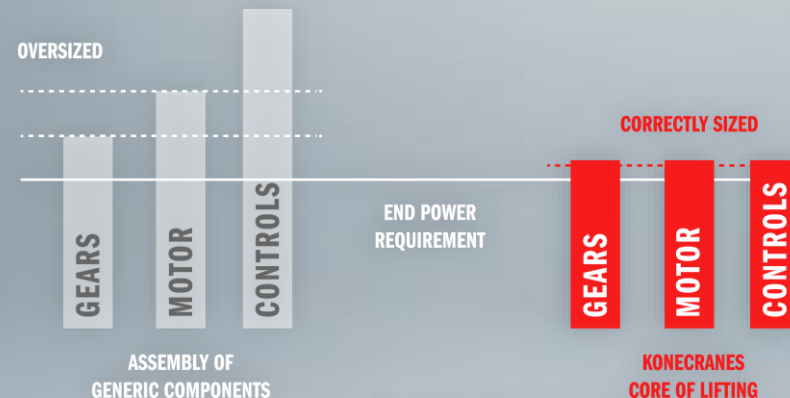 OVERSIZED
GEARS
MOTOR
CONTROLS
ASSEMBLY OF
GENERIC COMPONENTS
END POWER
REQUIREMENT
CORRECTLY SIZED
GEARS
MOTOR
CONTROLS
KONECRANES
CORE OF LIFTING